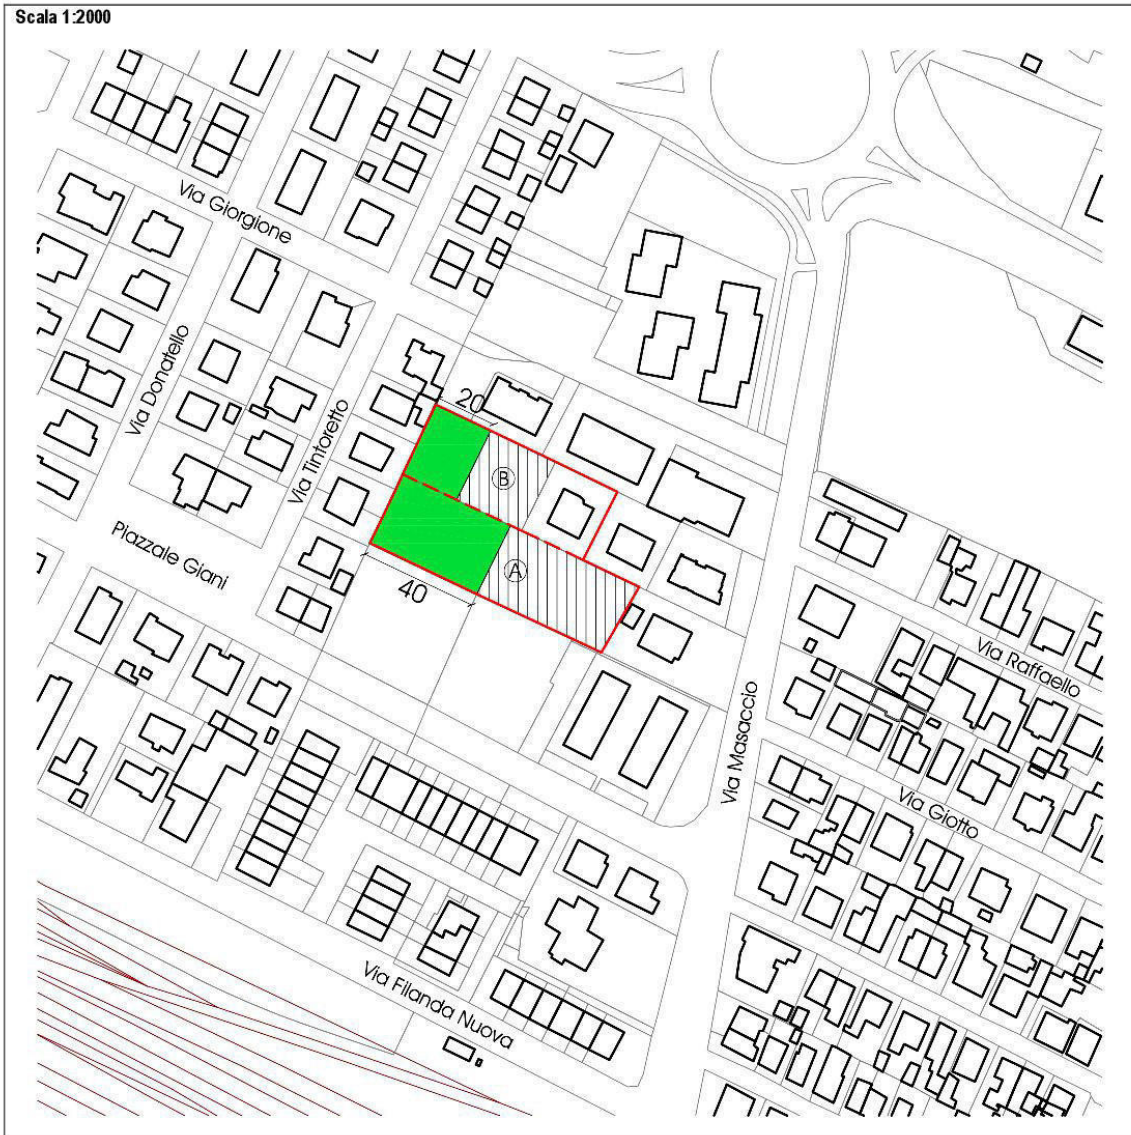 Scala 1:2000
Via Giorgione
Via Donatello
20
Via Tintoretto
B
Piazzale Giani
A
40
Via Raffaello
Via Masaccio
Via Giotto
Via Filanda Nuova